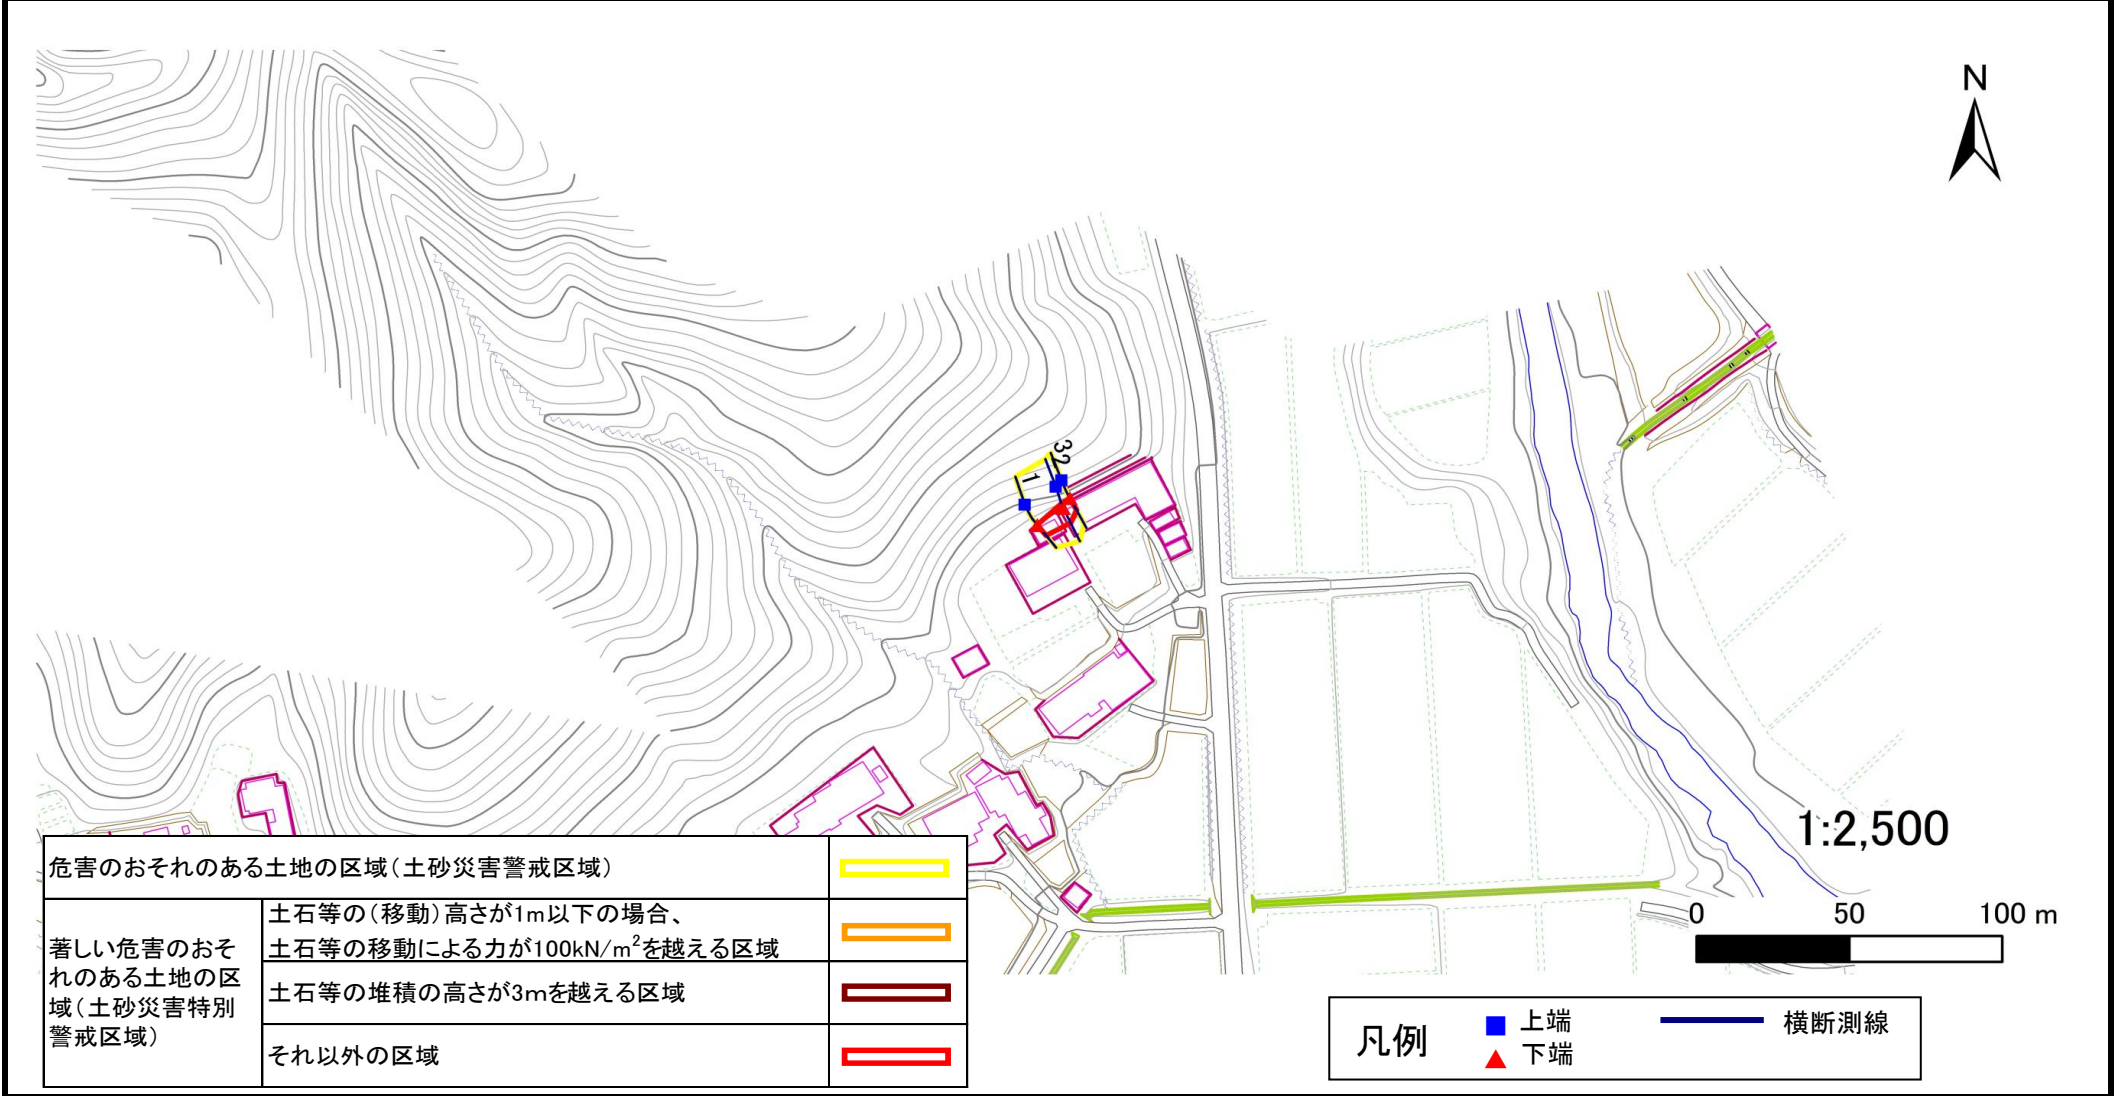 N
3
2
1
1:2,500
0 50 100 m
危害のおそれのある土地の区域(土砂災害警戒区域)
著しい危害のおそ
れのある土地の区
域(土砂災害特別
警戒区域)
土石等の(移動)高さが1m以下の場合、
土石等の移動による力が100kN/m²を越える区域
土石等の堆積の高さが3mを越える区域
それ以外の区域
凡例
上端
下端
横断測線